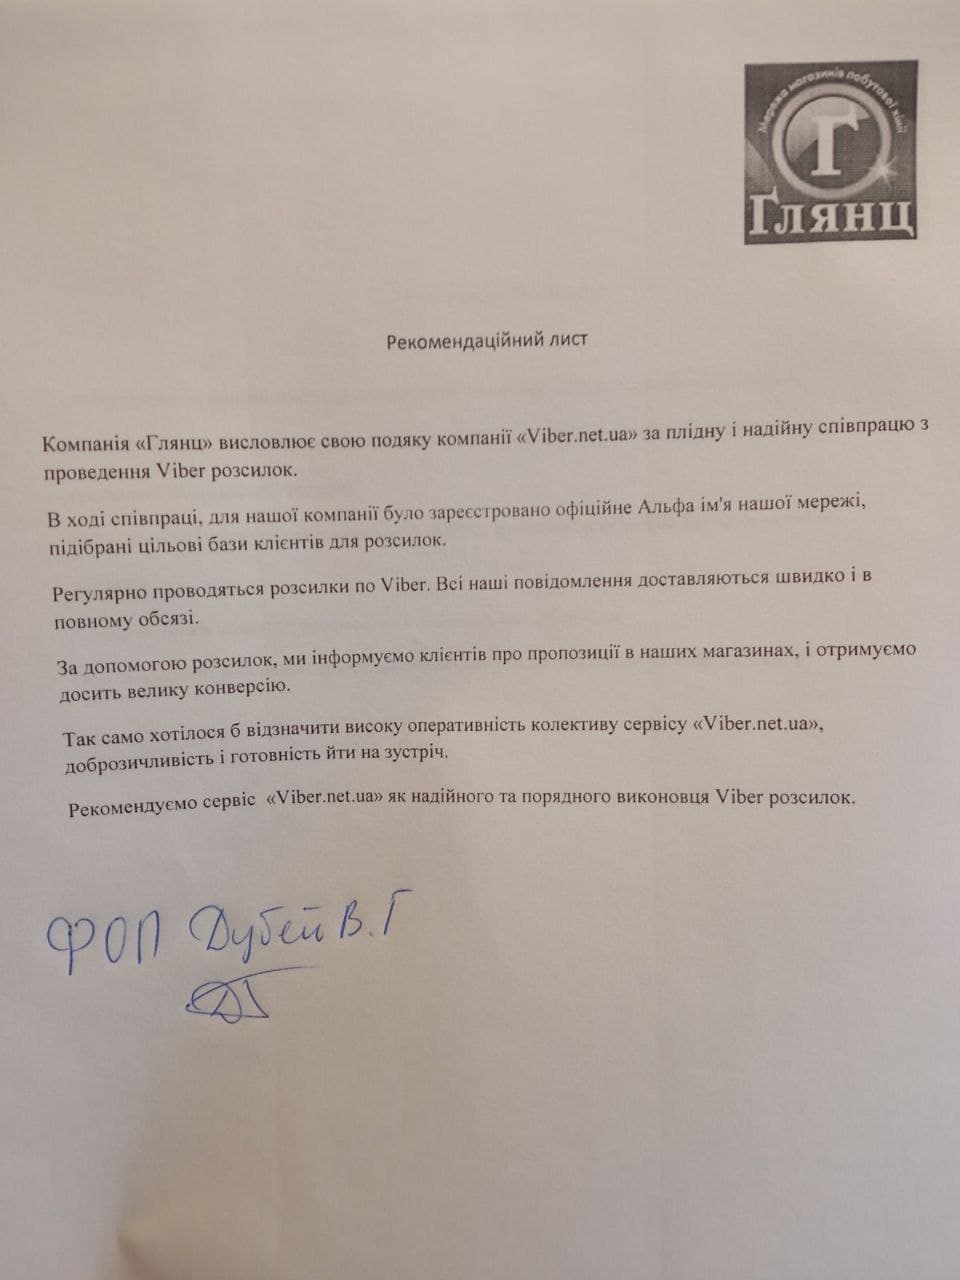 Мережа магазинів побутової хімії
Г
Глянц
Рекомендаційний лист
Компанія «Глянц» висловлює свою подяку компанії «Viber.net.ua» за плідну і надійну співпрацю з
проведення Viber розсилок.
В ході співпраці, для нашої компанії було зареєстровано офіційне Альфа ім'я нашої мережі,
підібрані цільові бази клієнтів для розсилок.
Регулярно проводяться розсилки по Viber. Всі наші повідомлення доставляються швидко і в
повному обсязі.
За допомогою розсилок, ми інформуємо клієнтів про пропозиції в наших магазинах, і отримуємо
досить велику конверсію.
Так само хотілося б відзначити високу оперативність колективу сервісу «Viber.net.ua»,
доброзичливість і готовність йти на зустріч.
Рекомендуємо сервіс «Viber.net.ua» як надійного та порядного виконовця Viber розсилок.
ФОП Дубей В.Г